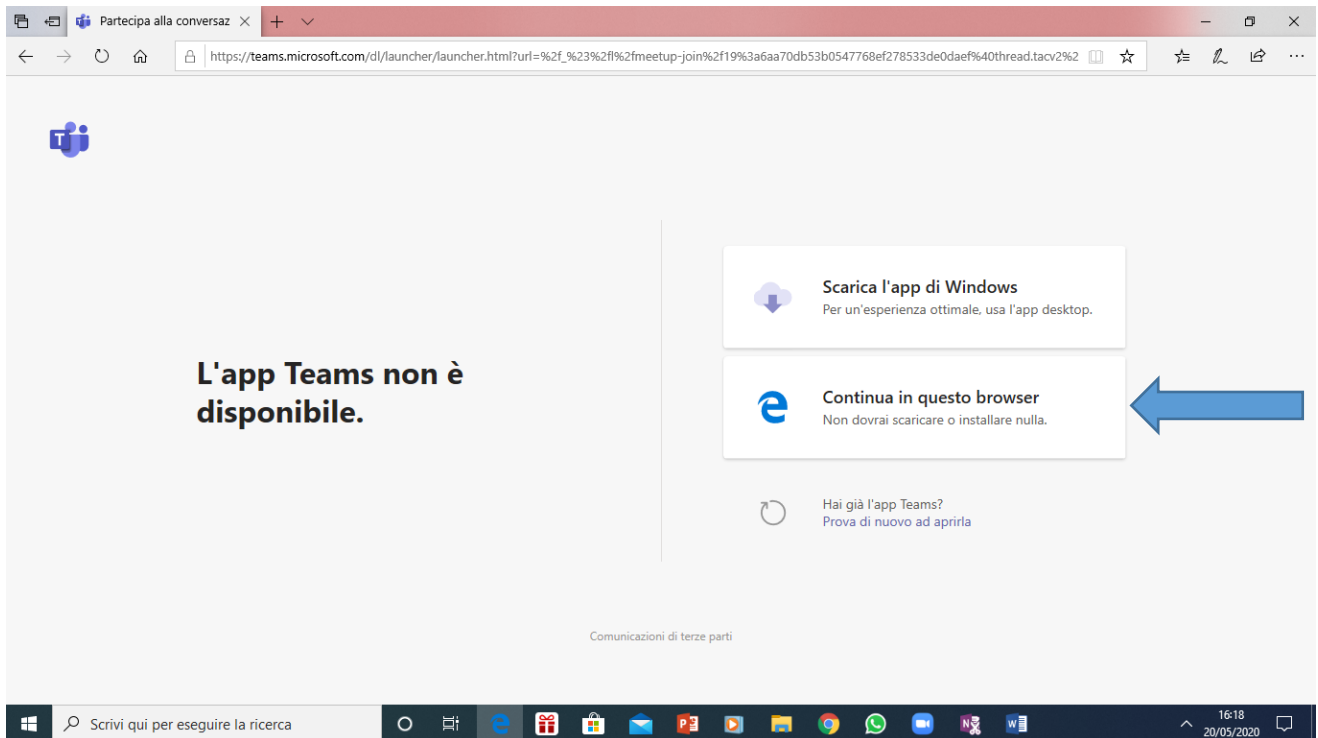 Partecipa alla conversaz
https://teams.microsoft.com/dl/launcher/launcher.html?url=%2f_%23%2fl%2fmeetup-join%2f19%3a6aa70db53b0547768ef278533de0daef%40thread.tacv2%2
Scarica l'app di Windows
Per un'esperienza ottimale, usa l'app desktop.
L'app Teams non è
disponibile.
Continua in questo browser
Non dovrai scaricare o installare nulla.
Hai già l'app Teams?
Prova di nuovo ad aprirla
Comunicazioni di terze parti
Scrivi qui per eseguire la ricerca
16:18
20/05/2020